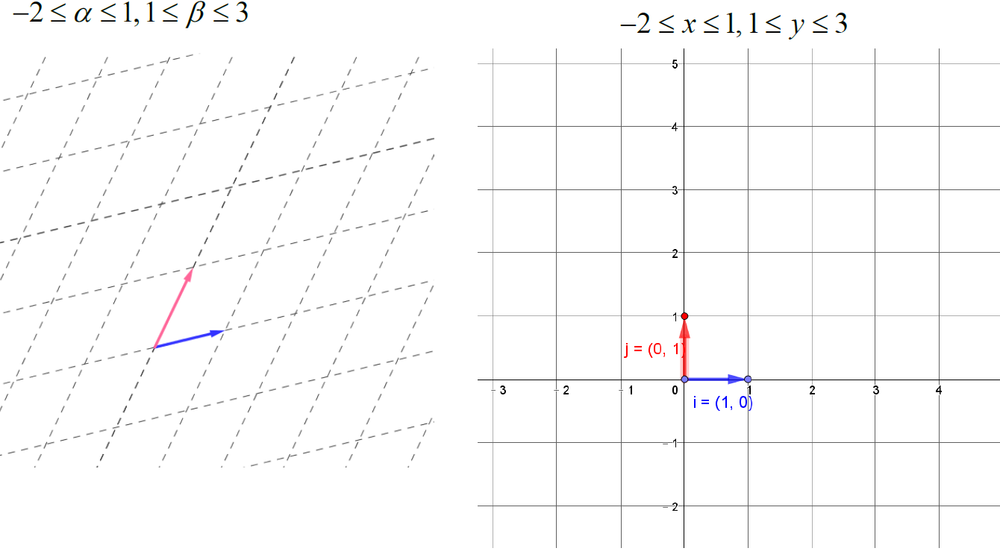 −2 ≤ α ≤ 1, 1 ≤ β ≤ 3
−2 ≤ x ≤ 1, 1 ≤ y ≤ 3
5
4
3
2
1
j = (0, 1)
−3 −2 −1 0 1 2 3 4
i = (1, 0)
−1
−2